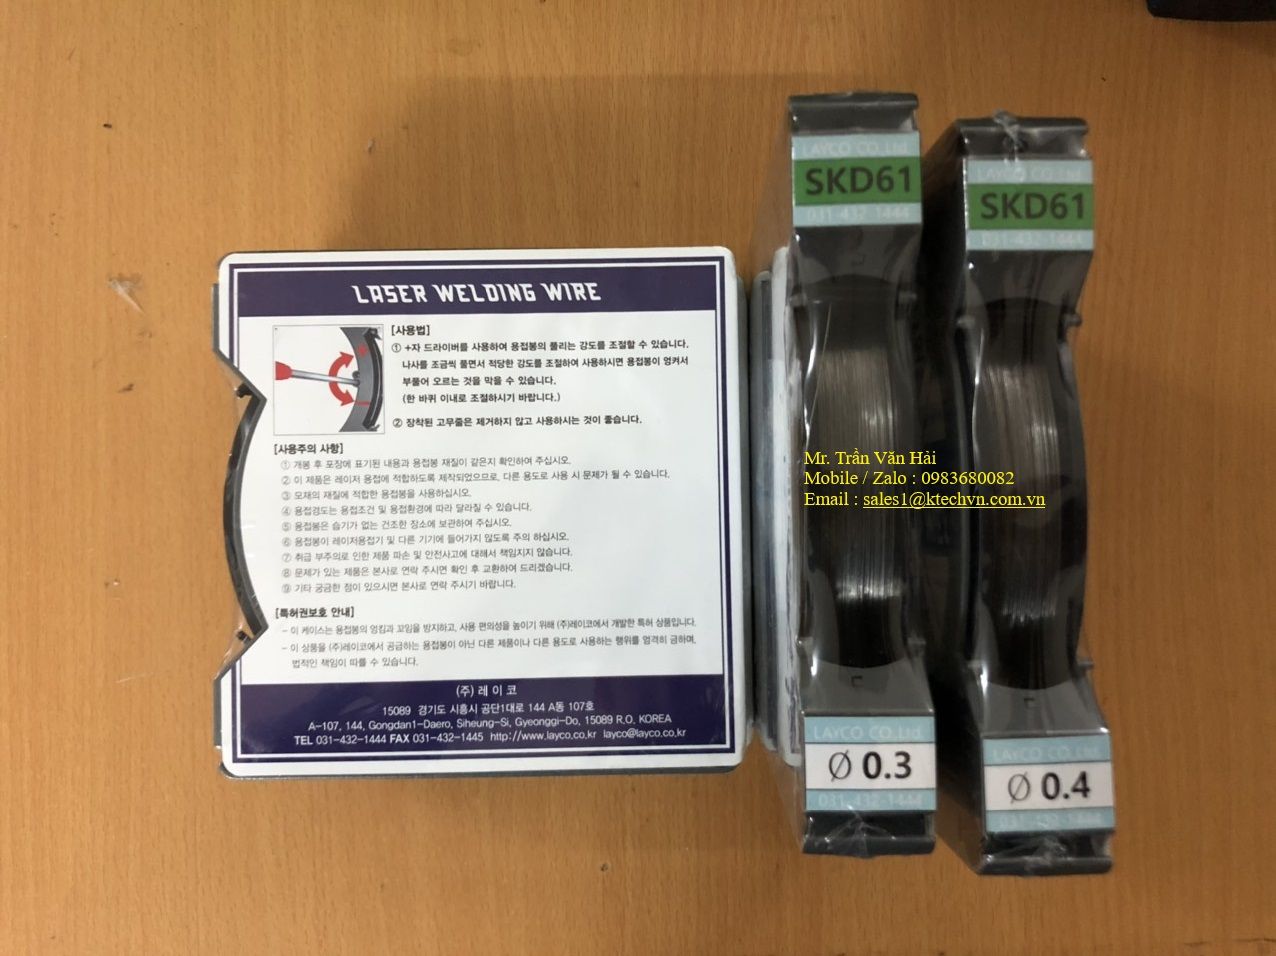 LASER WELDING WIRE
[사용법]
① +자 드라이버를 사용하여 용접봉의 풀리는 강도를 조절할 수 있습니다.
나사를 조금씩 풀면서 적당한 강도를 조절하여 사용하시면 용접봉이 엉켜서
부풀어 오르는 것을 막을 수 있습니다.
(한 바퀴 이내로 조절하시기 바랍니다.)
② 장착된 고무줄은 제거하지 않고 사용하시는 것이 좋습니다.
[사용주의 사항]
① 개봉 후 포장에 표기된 내용과 용접봉 재질이 같은지 확인하여 주십시오.
② 이 제품은 레이저 용접에 적합하도록 제작되었으므로, 다른 용도로 사용 시 문제가 될 수 있습니다.
③ 모재의 재질에 적합한 용접봉을 사용하십시오.
④ 용접경도는 용접조건 및 용접환경에 따라 달라질 수 있습니다.
⑤ 용접봉은 습기가 없는 건조한 장소에 보관하여 주십시오.
⑥ 용접봉이 레이저용접기 및 다른 기기에 들어가지 않도록 주의 하십시오.
⑦ 취급 부주의로 인한 제품 파손 및 안전사고에 대해서 책임지지 않습니다.
⑧ 문제가 있는 제품은 본사로 연락 주시면 확인 후 교환하여 드리겠습니다.
⑨ 기타 궁금한 점이 있으시면 본사로 연락 주시기 바랍니다.
[특허권보호 안내]
- 이 케이스는 용접봉의 엉킴과 꼬임을 방지하고, 사용 편의성을 높이기 위해 (주)레이코에서 개발한 특허 상품입니다.
- 이 상품을 (주)레이코에서 공급하는 용접봉이 아닌 다른 제품이나 다른 용도로 사용하는 행위를 엄격히 금하며,
법적인 책임이 따를 수 있습니다.
(주) 레 이 코
15089 경기도 시흥시 공단1대로 144 A동 107호
A-107, 144, Gongdan1-Daero, Siheung-Si, Gyeonggi-Do, 15089 R.O. KOREA
TEL 031-432-1444 FAX 031-432-1445 http://www.layco.co.kr layco@layco.co.kr
LAYCO CO.,Ltd.
SKD61
031-432-1444
LAYCO CO.,Ltd.
SKD61
031-432-1444
Mr. Trần Văn Hải
Mobile / Zalo : 0983680082
Email : sales1@ktechvn.com.vn
LAYCO CO.,Ltd.
Ø 0.3
031-432-1444
LAYCO CO.,Ltd.
Ø 0.4
031-432-1444